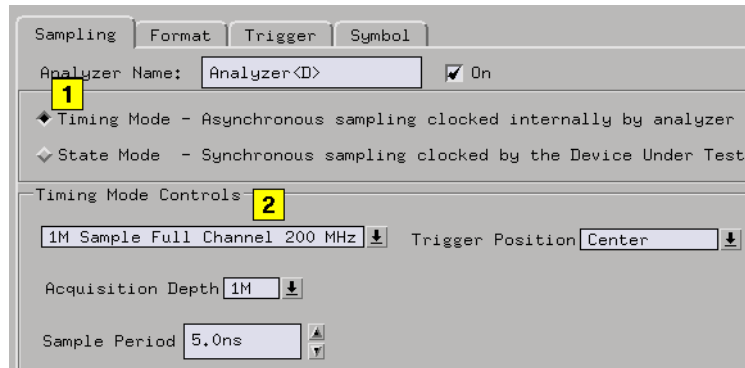 Sampling Format Trigger Symbol
Analyzer Name: Analyzer<D> On
1
Timing Mode - Asynchronous sampling clocked internally by analyzer
State Mode - Synchronous sampling clocked by the Device Under Test
Timing Mode Controls 2
1M Sample Full Channel 200 MHz Trigger Position Center
Acquisition Depth 1M
Sample Period 5.0ns